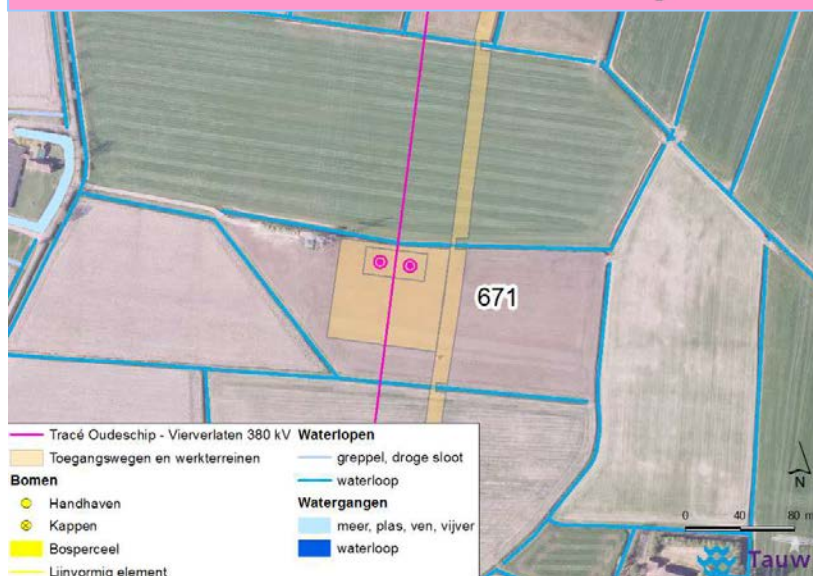 671
Tracé Oudeschip - Vierverlaten 380 kV
Toegangswegen en werkterreinen
Bomen
Handhaven
Kappen
Bosperceel
Lijnvormig element
Waterlopen
greppel, droge sloot
waterloop
Watergangen
meer, plas, ven, vijver
waterloop
N
0 40 80 m
Tauw